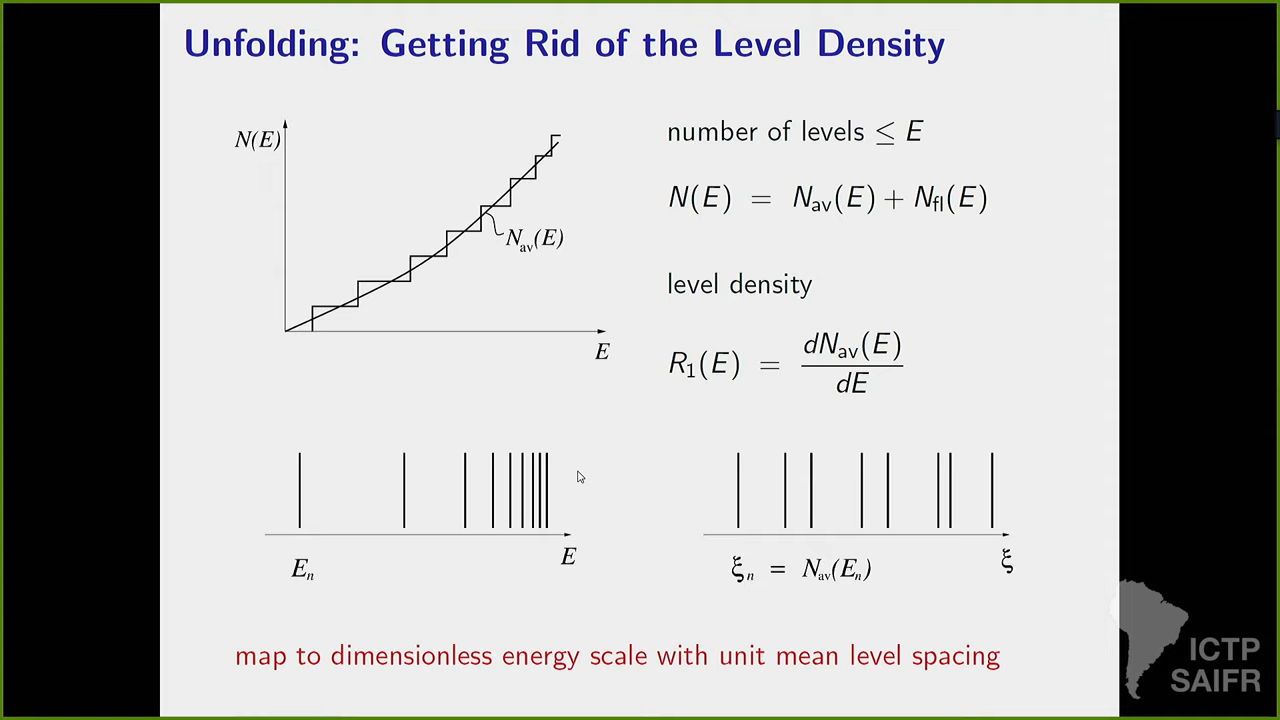 Unfolding: Getting Rid of the Level Density
N(E)
N_av(E)
E
number of levels ≤ E
N(E) = N_av(E) + N_fl(E)
level density
R_1(E) = dN_av(E) / dE
E_n
E
ξ_n = N_av(E_n)
ξ
map to dimensionless energy scale with unit mean level spacing
ICTP
SAIFR